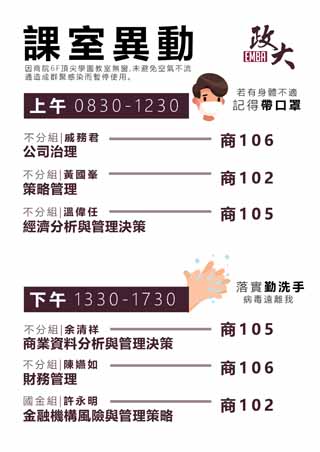 課室異動
政大
EMBA
因商院6F頂尖學園教室無窗,未避免空氣不流
通造成群聚感染而暫停使用。
上午 0830-1230
若有身體不適
記得帶口罩
不分組|戚務君
公司治理
商106
不分組|黃國峯
策略管理
商102
不分組|溫偉任
經濟分析與管理決策
商105
下午 1330-1730
落實勤洗手
病毒遠離我
不分組|余清祥
商業資料分析與管理決策
商105
不分組|陳嬿如
財務管理
商106
國金組|許永明
金融機構風險與管理策略
商102